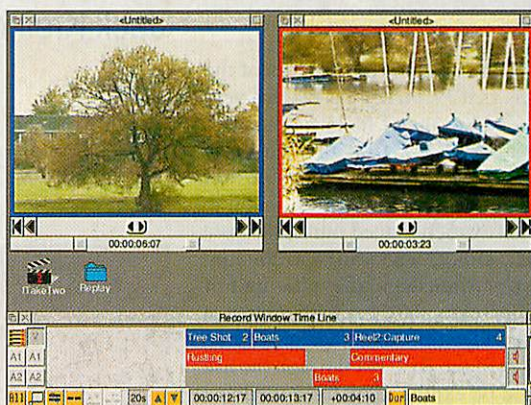 <Untitled>
<Untitled>
00:00:06:07
00:00:03:23
!TakeTwo
Replay
Record Window Time Line
V
Tree Shot 2
Boats 3
Reel2 Capture 4
A1 A1
Rustling
Commentary
A2 A2
Boats 3
All
20s
00:00:12:17
00:00:13:17
+00:04:10
Dur
Boats